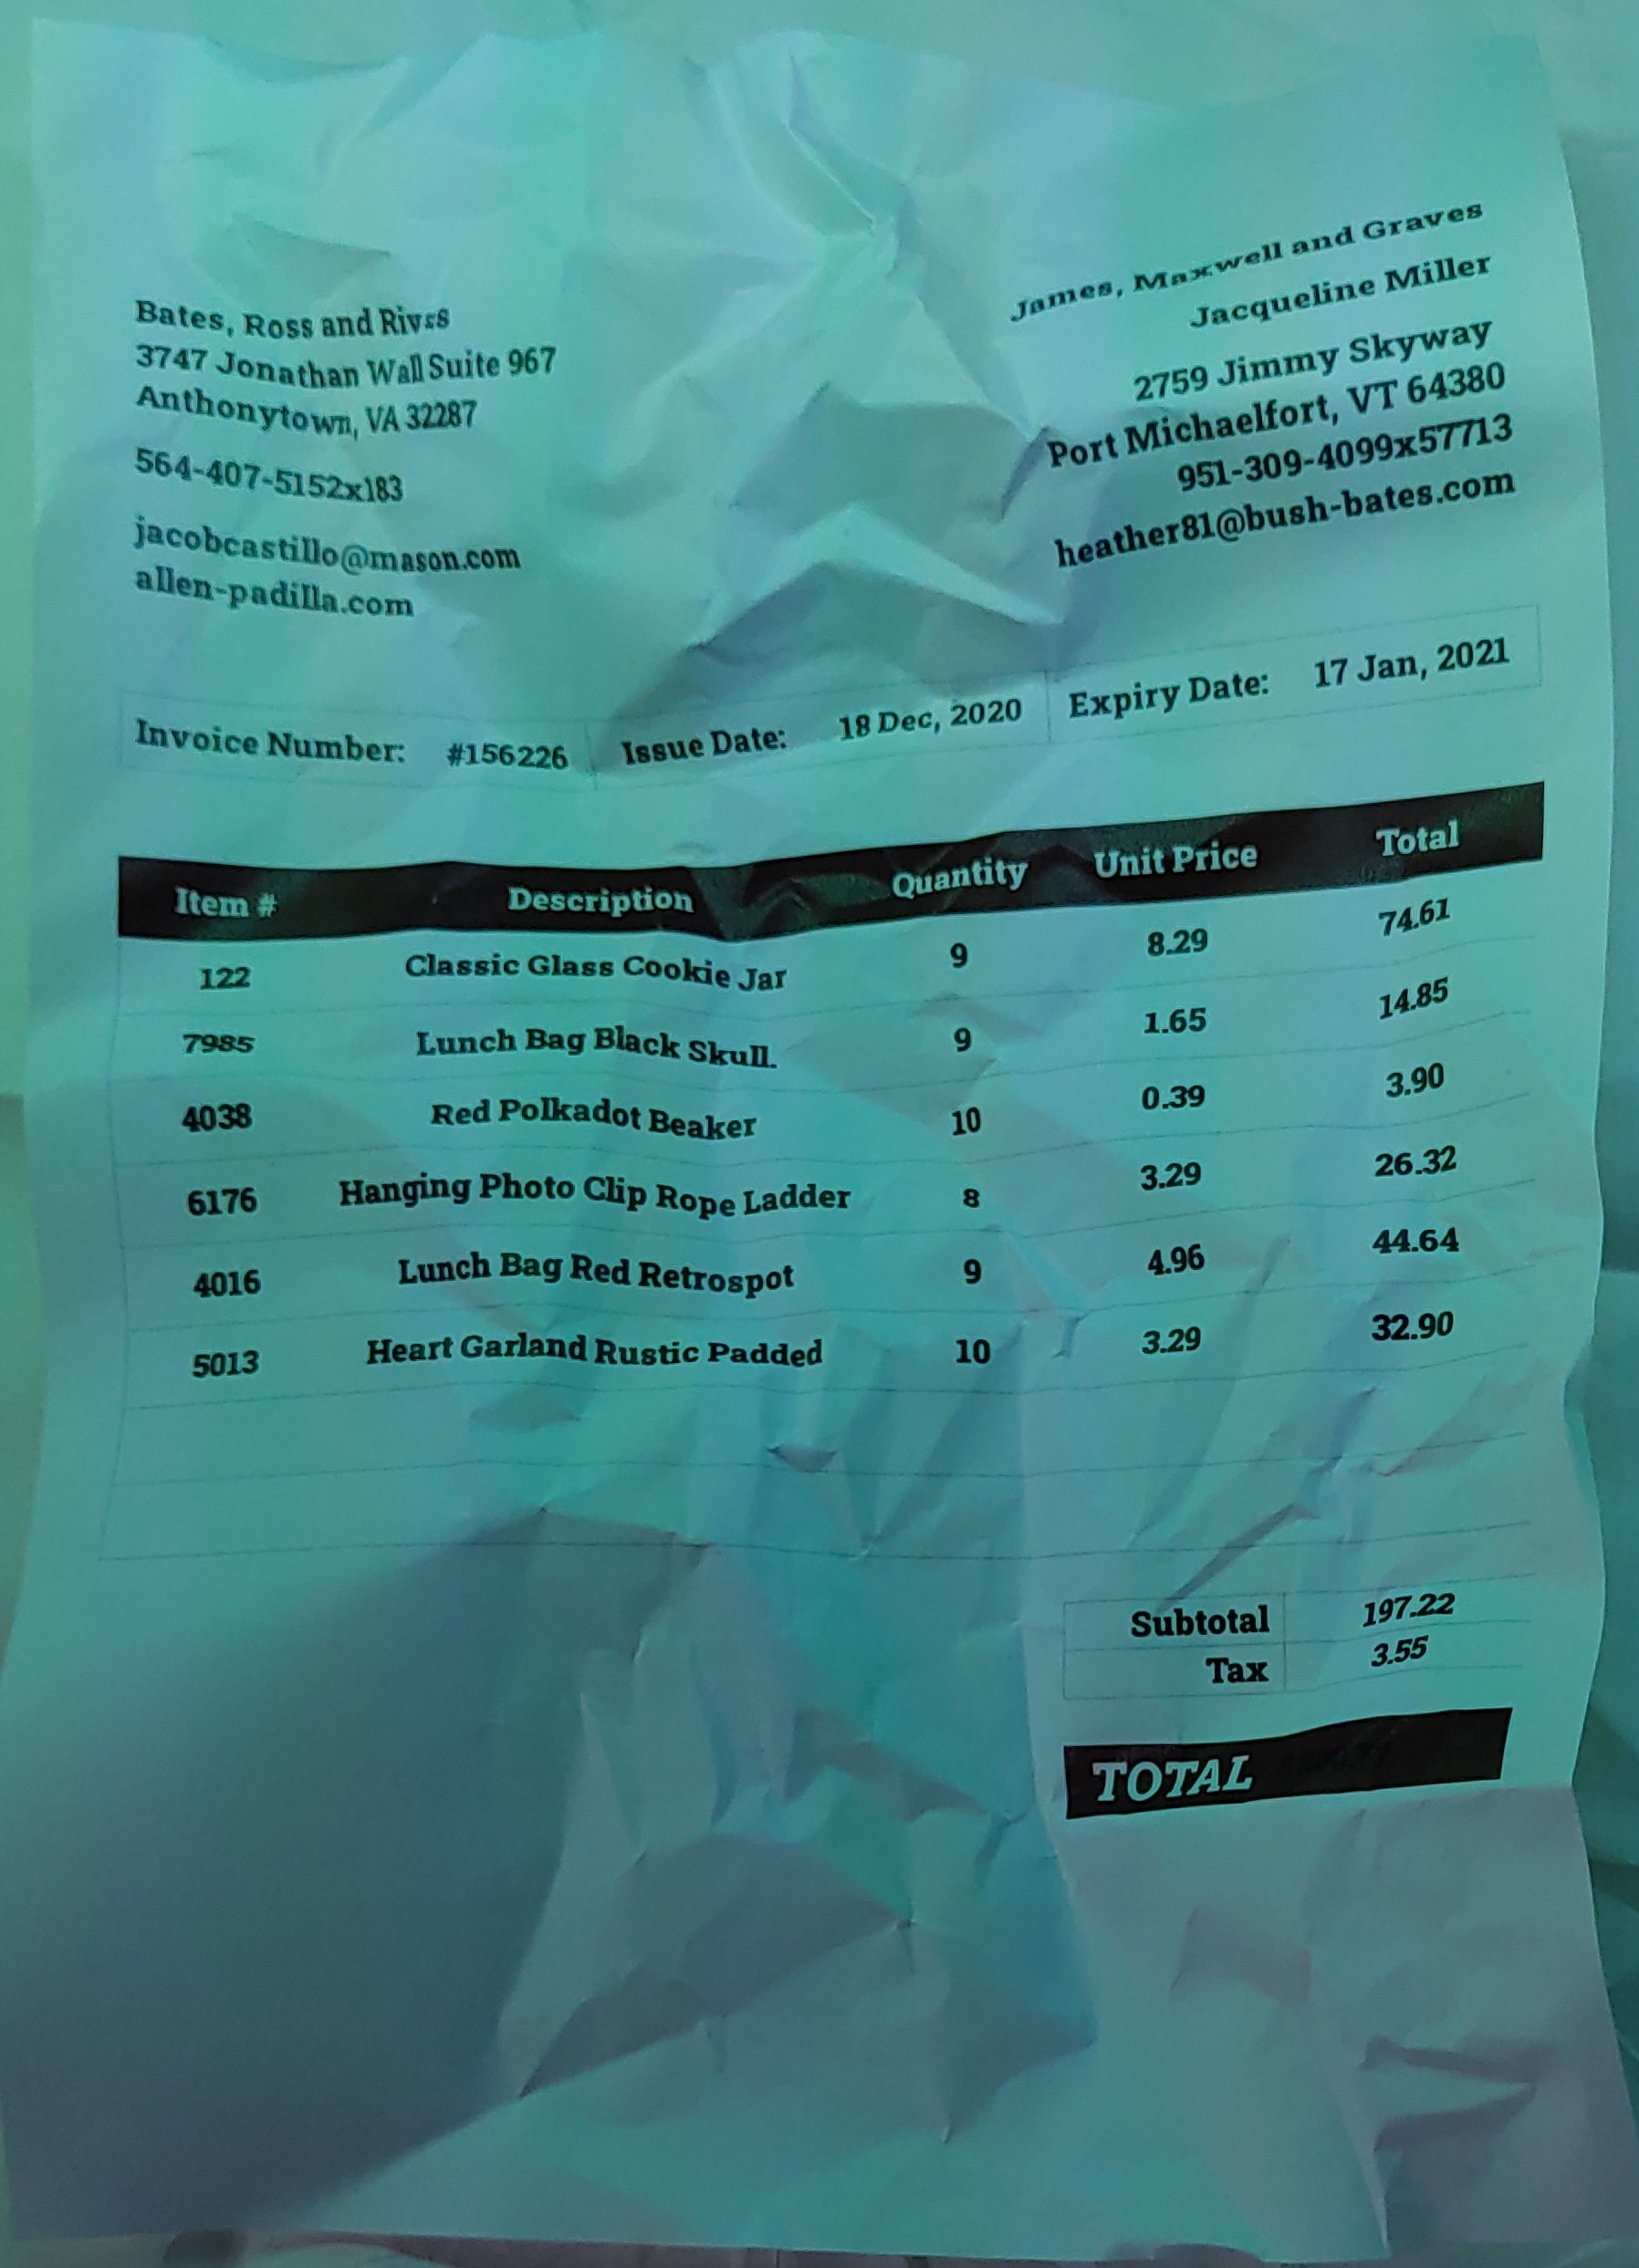 Bates, Ross and
3747 Jonathan Wall Suite 967
Anthonytown, VA 32287
564-407-5152x183
jacobcastillo@mason.com
allen-padilla.com
James, Maxwell and Graves
Jacqueline Miller
2759 Jimmy Skyway
Port Michaelfort, VT 64380
951-309-4099x57713
heather81@bush-bates.com
Invoice Number: #156226 Issue Date: 18 Dec, 2020 Expiry Date: 17 Jan, 2021
Item # Description Quantity Unit Price Total
122 Classic Glass Cookie Jar 9 8.29 74.61
7985 Lunch Bag Black Skull. 9 1.65 14.85
4038 Red Polkadot Beaker 10 0.39 3.90
6176 Hanging Photo Clip Rope Ladder 8 3.29 26.32
4016 Lunch Bag Red Retrospot 9 4.96 44.64
5013 Heart Garland Rustic Padded 10 3.29 32.90
Subtotal 197.22
Tax 3.55
TOTAL